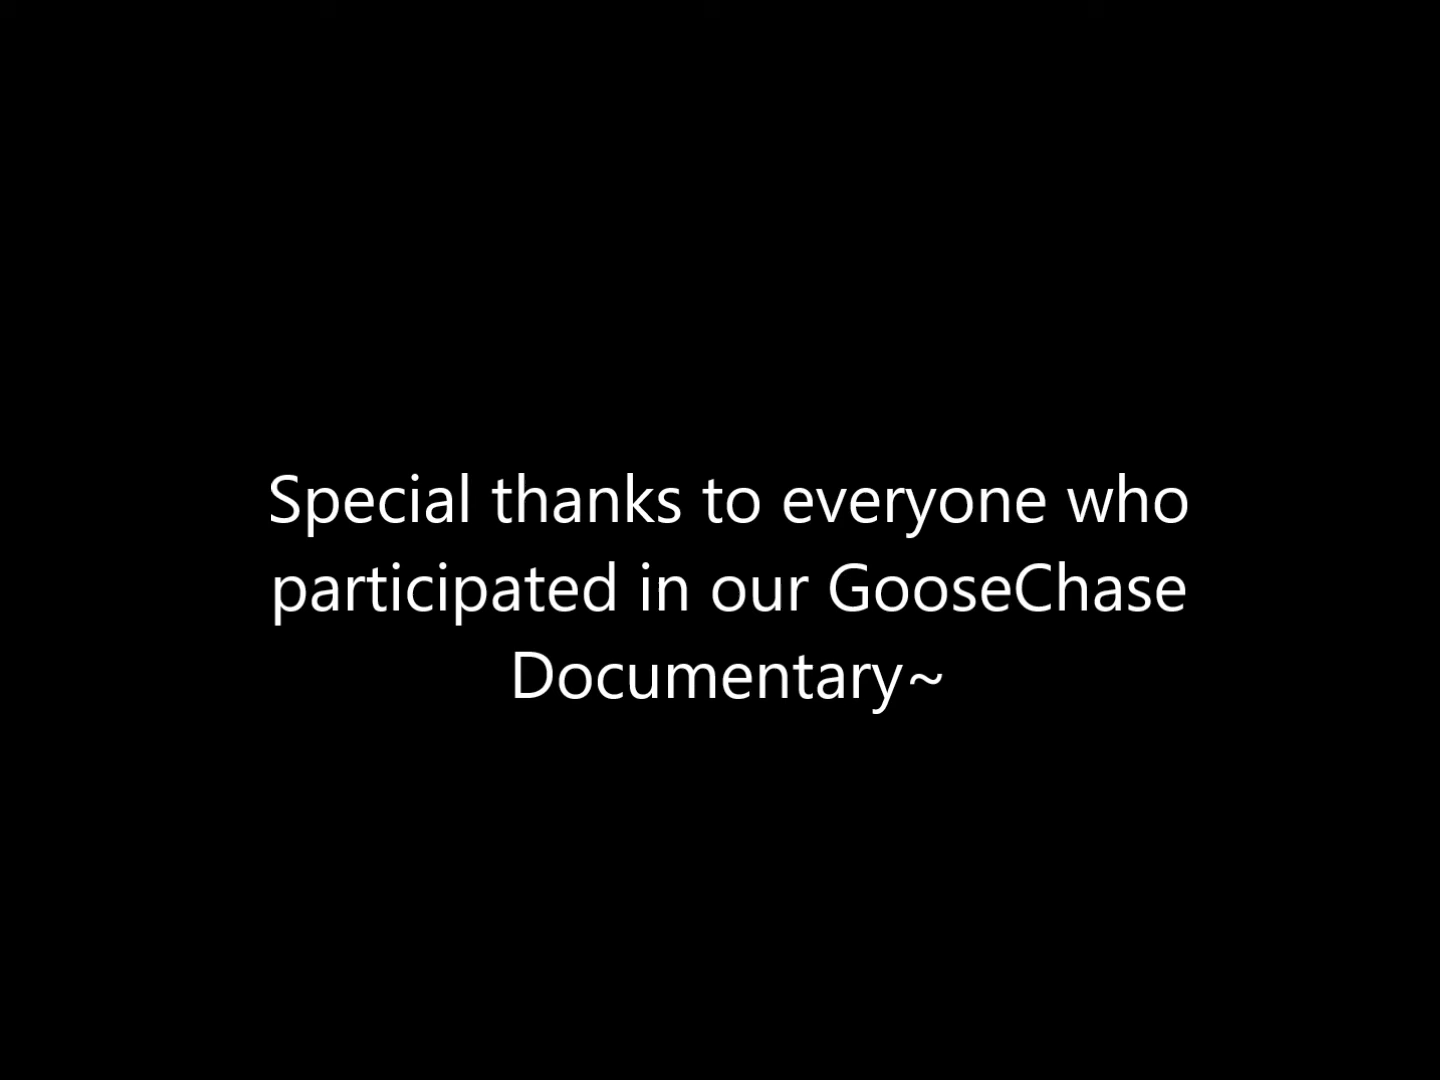 Special thanks to everyone who
participated in our GooseChase
Documentary~